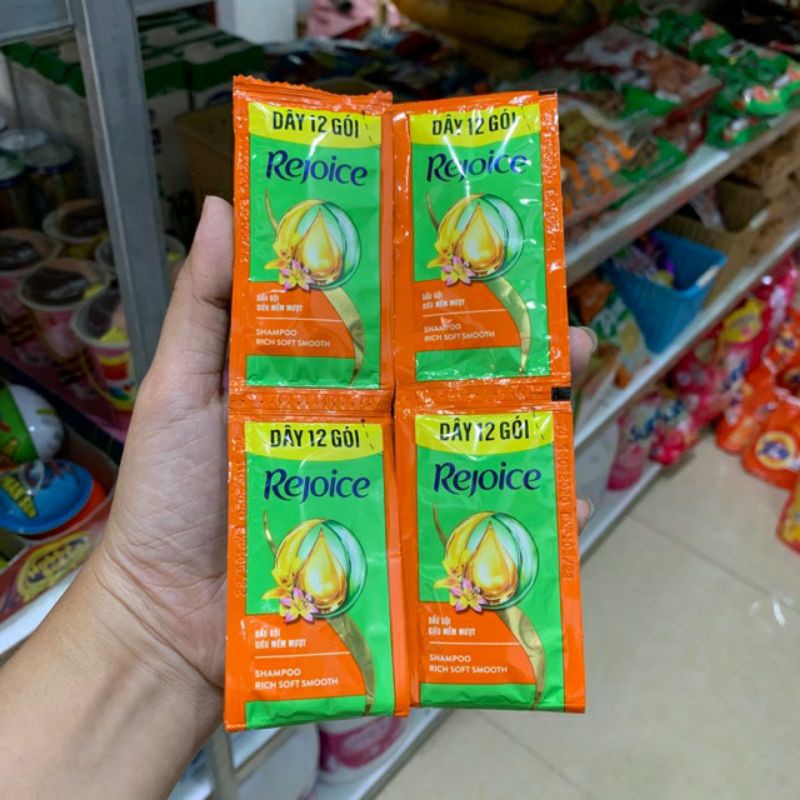 DÂY 12 GÓI
Rejoice
DẦU GỘI
SIÊU MỀM MƯỢT
SHAMPOO
RICH SOFT SMOOTH
DÂY 12 GÓI
Rejoice
DẦU GỘI
SIÊU MỀM MƯỢT
SHAMPOO
RICH SOFT SMOOTH
DÂY 12 GÓI
Rejoice
DẦU GỘI
SIÊU MỀM MƯỢT
SHAMPOO
RICH SOFT SMOOTH
DÂY 12 GÓI
Rejoice
DẦU GỘI
SIÊU MỀM MƯỢT
SHAMPOO
RICH SOFT SMOOTH